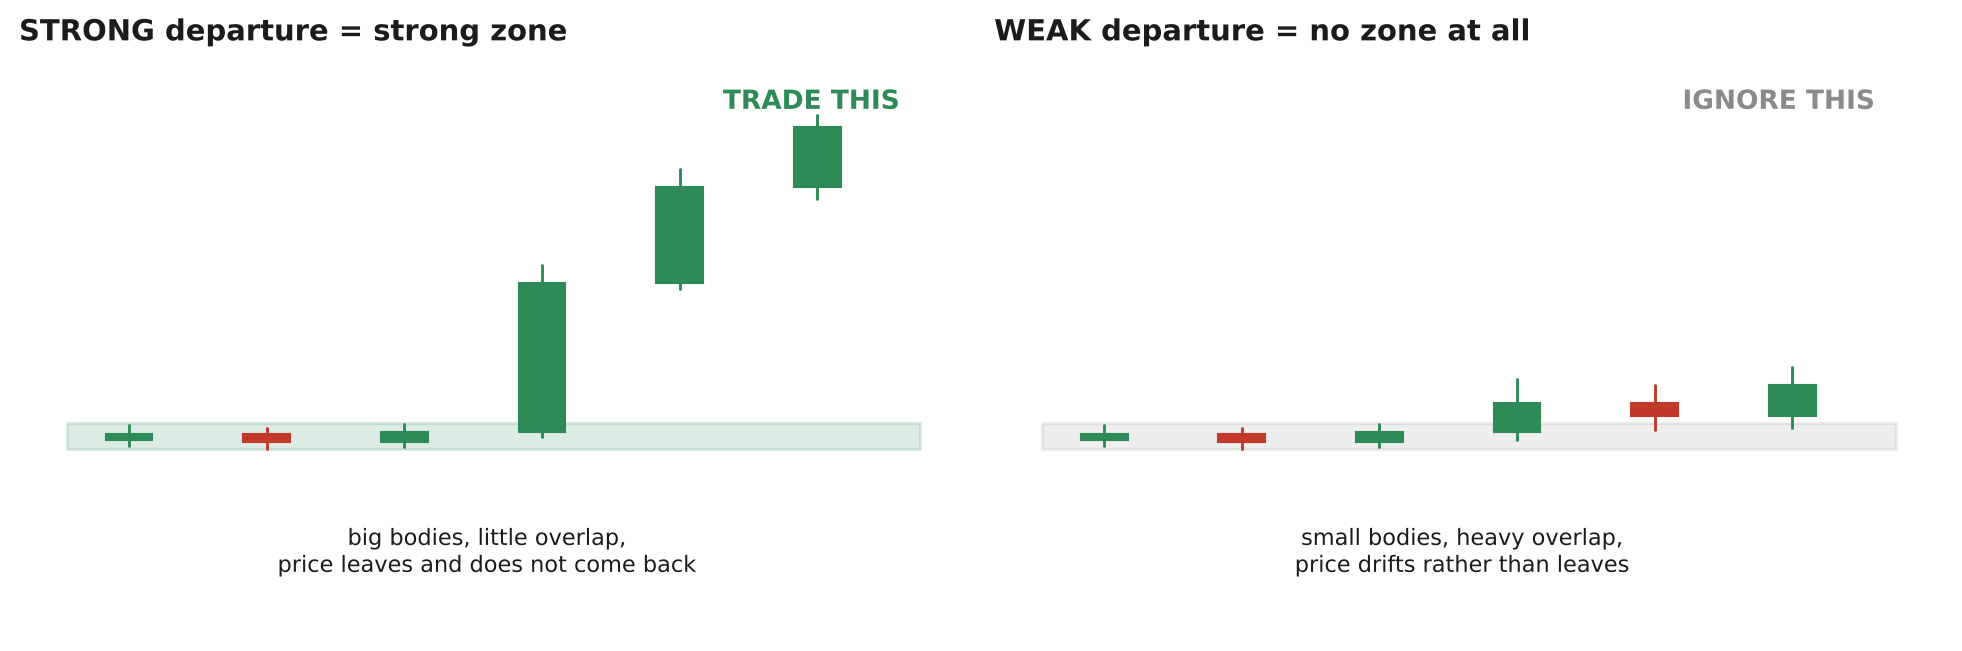 STRONG departure = strong zone
TRADE THIS
big bodies, little overlap,
price leaves and does not come back
WEAK departure = no zone at all
IGNORE THIS
small bodies, heavy overlap,
price drifts rather than leaves